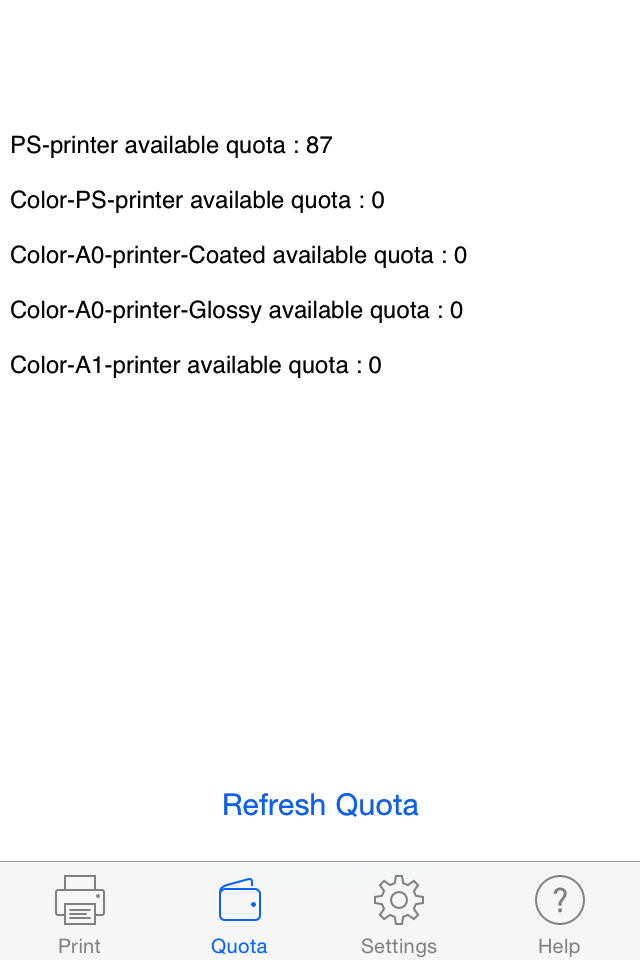 PS-printer available quota : 87
Color-PS-printer available quota : 0
Color-A0-printer-Coated available quota : 0
Color-A0-printer-Glossy available quota : 0
Color-A1-printer available quota : 0
Refresh Quota
?
Print Quota Settings Help